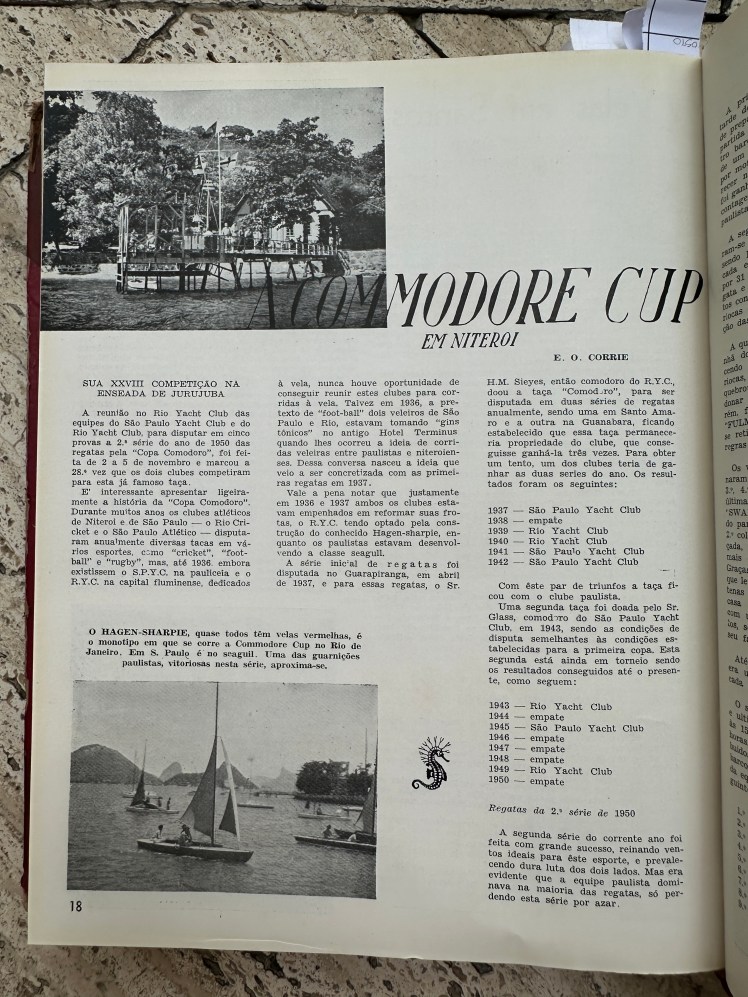 A COMMODORE CUP
EM NITEROI
E. O. CORRIE
SUA XXVIII COMPETIÇÃO NA
ENSEADA DE JURUJUBA
A reunião no Rio Yacht Club das
equipes do São Paulo Yacht Club e do
Rio Yacht Club, para disputar em cinco
provas a 2.ª série do ano de 1950 das
regatas pela "Copa Comodoro", foi fei-
ta de 2 a 5 de novembro e marcou a
28.ª vez que os dois clubes competiram
para esta já famosa taça.
E' interessante apresentar ligeira-
mente a história da "Copa Comodoro".
Durante muitos anos os clubes atléticos
de Niterol e de São Paulo — o Rio Cri-
cket e o São Paulo Atlético — disputa-
ram anualmente diversas tacas em vá-
rios esportes, como "cricket", "foot-
ball" e "rugby", mas, até 1936. embora
existissem o S.P.Y.C. na pauliceia e o
R.Y.C. na capital fluminense, dedicados
à vela, nunca houve oportunidade de
conseguir reunir estes clubes para cor-
ridas à vela. Talvez em 1936, a pre-
texto de "foot-ball" dois veleiros de São
Paulo e Rio, estavam tomando "gins
tônicos" no antigo Hotel Terminus
quando lhes ocorreu a ideia de corri-
das veleiras entre paulistas e niteroien-
ses. Dessa conversa nasceu a ideia que
veio a ser concretizada com as primei-
ras regatas em 1937.
Vale a pena notar que justamente
em 1936 e 1937 ambos os clubes esta-
vam empenhados em reformar suas fro-
tas, o R.Y.C. tendo optado pela cons-
trução do conhecido Hagen-sharpie, en-
quanto os paulistas estavam desenvol-
vendo a classe seaguil.
A série inicial de regatas foi
disputada no Guarapiranga, em abril
de 1937, e para essas regatas, o Sr.
H.M. Sieyes, então comodoro do R.Y.C.,
doou a taça "Comodoro", para ser
disputada em duas séries de regatas
anualmente, sendo uma em Santo Ama-
ro e a outra na Guanabara, ficando
estabelecido que essa taça permanece-
ria propriedade do clube, que conse-
guisse ganhá-la três vezes. Para obter
um tento, um dos clubes teria de ga-
nhar as duas series do ano. Os resul-
tados foram os seguintes:
1937 — São Paulo Yacht Club
1938 — empate
1939 — Rio Yacht Club
1940 — Rio Yacht Club
1941 — São Paulo Yacht Club
1942 — São Paulo Yacht Club
Com êste par de triunfos a taça fi-
cou com o clube paulista.
Uma segunda taça foi doada pelo Sr.
Glass, comodoro do São Paulo Yacht
Club, em 1943, sendo as condições de
disputa semelhantes às condições es-
tabelecidas para a primeira copa. Esta
segunda está ainda em torneio sendo
os resultados conseguidos até o presen-
te, como seguem:
1943 — Rio Yacht Club
1944 — empate
1945 — São Paulo Yacht Club
1946 — empate
1947 — empate
1948 — empate
1949 — Rio Yacht Club
1950 — empate
Regatas da 2.ª série de 1950
A segunda série do corrente ano foi
feita com grande sucesso, reinando ven-
tos ideais para êste esporte, e prevale-
cendo dura luta dos dois lados. Mas era
evidente que a equipe paulista domi-
nava na maioria das regatas, só per-
dendo esta série por azar.
O HAGEN-SHARPIE, quase todos têm velas vermelhas, é
o monotipo em que se corre a Commodore Cup no Rio de
Janeiro. Em S. Paulo é no seaguil. Uma das guarnições
paulistas, vitoriosas nesta série, aproxima-se.
18